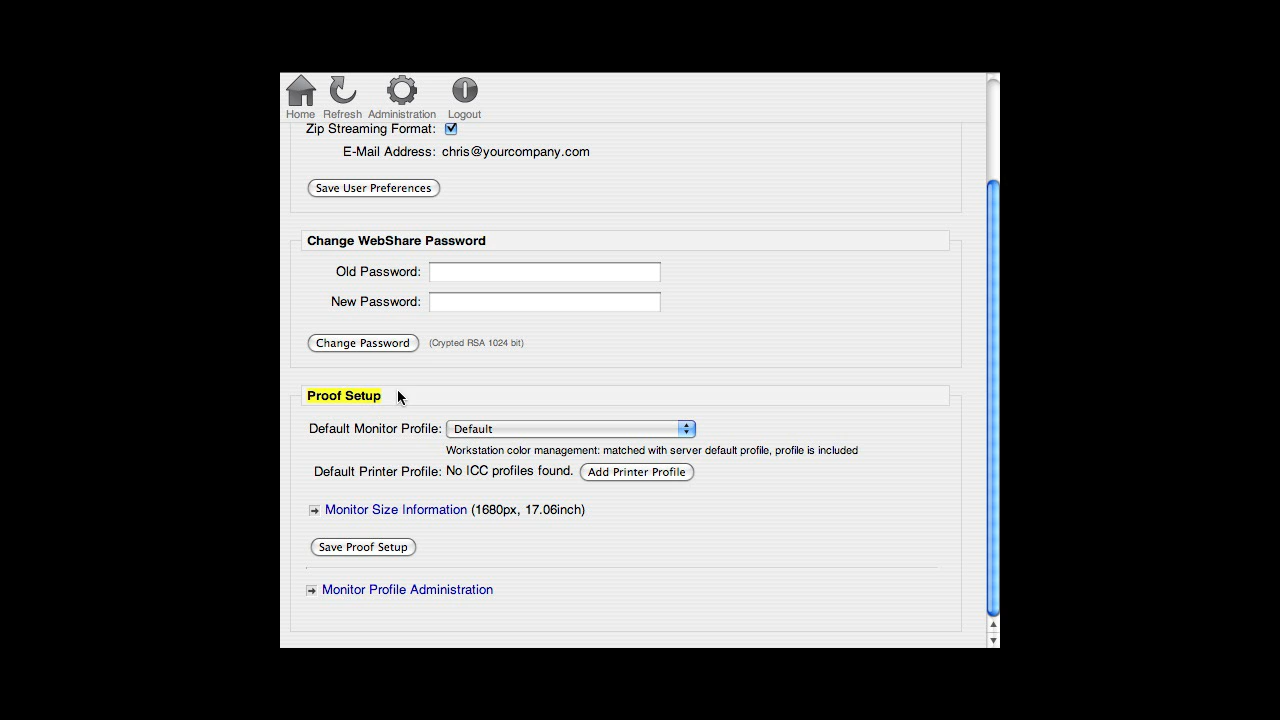 Home Refresh Administration Logout
Zip Streaming Format:
E-Mail Address: chris@yourcompany.com
Save User Preferences
Change WebShare Password
Old Password:
New Password:
Change Password (Crypted RSA 1024 bit)
Proof Setup
Default Monitor Profile: Default
Workstation color management: matched with server default profile, profile is included
Default Printer Profile: No ICC profiles found. Add Printer Profile
Monitor Size Information (1680px, 17.06inch)
Save Proof Setup
Monitor Profile Administration